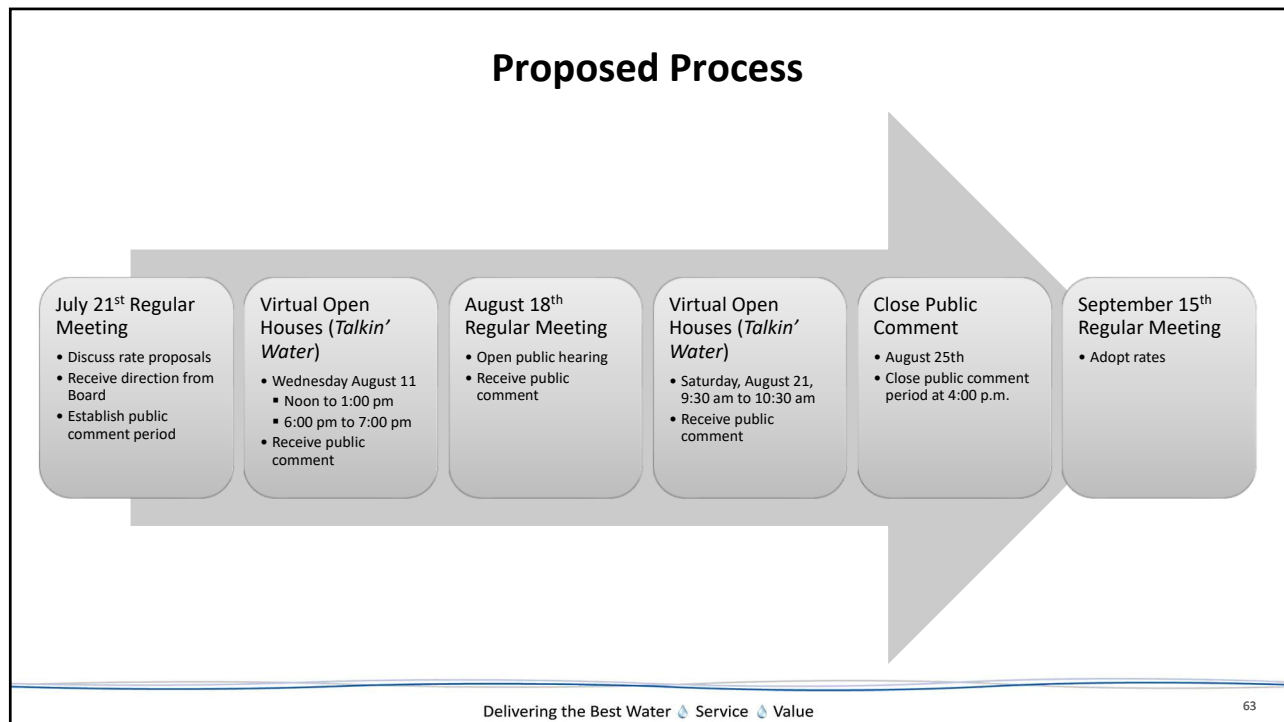 Proposed Process
July 21st Regular
Meeting
• Discuss rate proposals
• Receive direction from
Board
• Establish public
comment period
Virtual Open
Houses (Talkin’
Water)
• Wednesday August 11
▪ Noon to 1:00 pm
▪ 6:00 pm to 7:00 pm
• Receive public
comment
August 18th
Regular Meeting
• Open public hearing
• Receive public
comment
Virtual Open
Houses (Talkin’
Water)
• Saturday, August 21,
9:30 am to 10:30 am
• Receive public
comment
Close Public
Comment
• August 25th
• Close public comment
period at 4:00 p.m.
September 15th
Regular Meeting
• Adopt rates
Delivering the Best Water 💧 Service 💧 Value
63